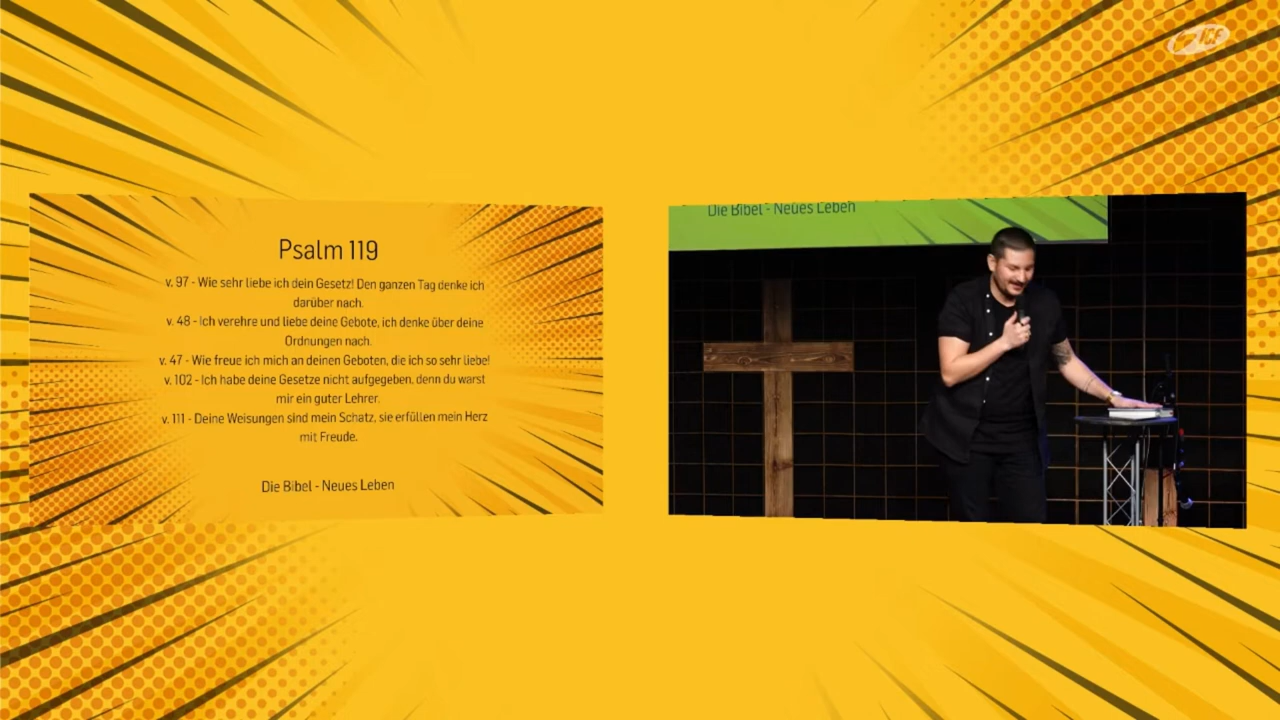 ICF
Psalm 119
v. 97 - Wie sehr liebe ich dein Gesetz! Den ganzen Tag denke ich
darüber nach.
v. 48 - Ich verehre und liebe deine Gebote, ich denke über deine
Ordnungen nach.
v. 47 - Wie freue ich mich an deinen Geboten, die ich so sehr liebe!
v. 102 - Ich habe deine Gesetze nicht aufgegeben, denn du warst
mir ein guter Lehrer.
v. 111 - Deine Weisungen sind mein Schatz, sie erfüllen mein Herz
mit Freude.
Die Bibel - Neues Leben
Die Bibel - Neues Leben